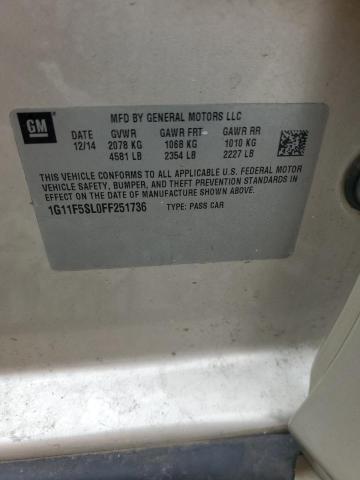 GM
MFD BY GENERAL MOTORS LLC
DATE GVWR GAWR FRT GAWR RR
12/14 2078 KG 1068 KG 1010 KG
4581 LB 2354 LB 2227 LB
THIS VEHICLE CONFORMS TO ALL APPLICABLE U.S. FEDERAL MOTOR
VEHICLE SAFETY, BUMPER, AND THEFT PREVENTION STANDARDS IN
EFFECT ON THE DATE OF MANUFACTURE SHOWN ABOVE.
1G11F5SL0FF251736 TYPE: PASS CAR